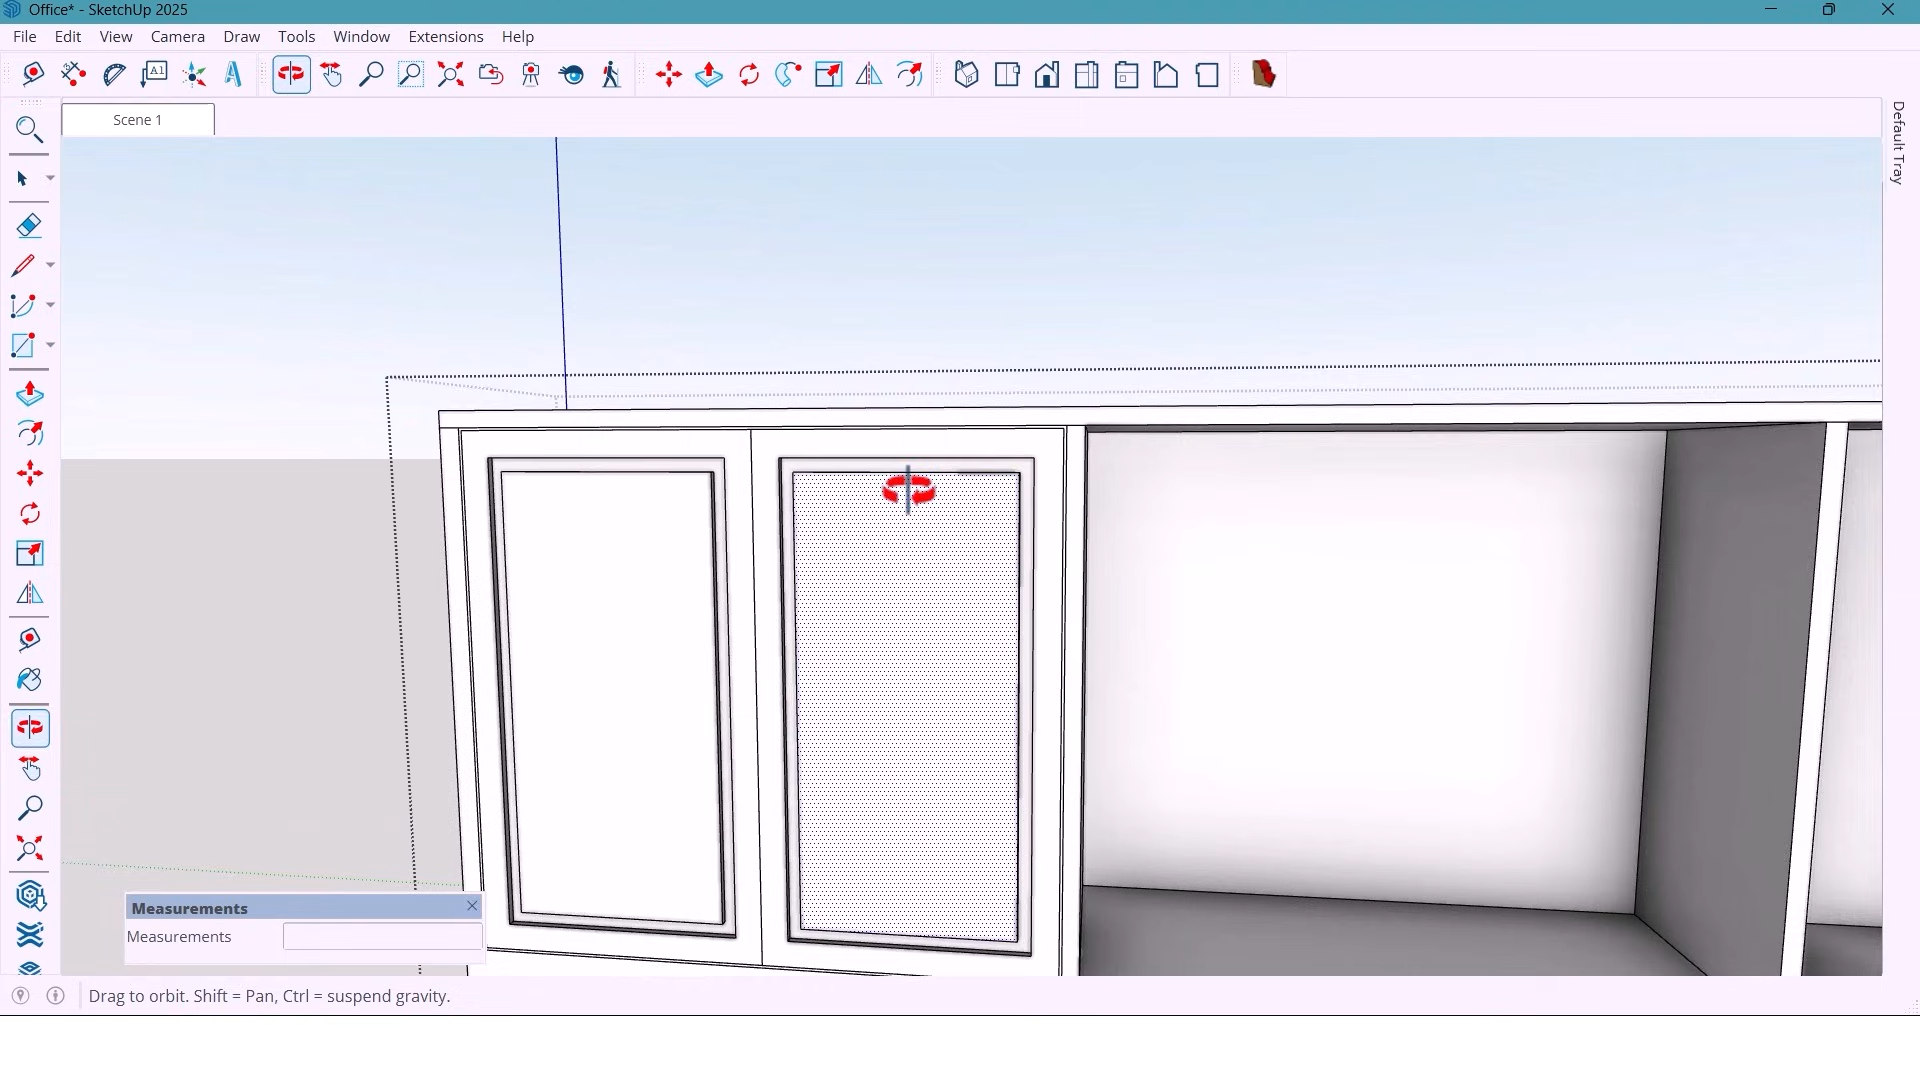 Office* - SketchUp 2025
File Edit View Camera Draw Tools Window Extensions Help
A1
Scene 1
Default Tray
Measurements
Measurements
Drag to orbit. Shift = Pan, Ctrl = suspend gravity.